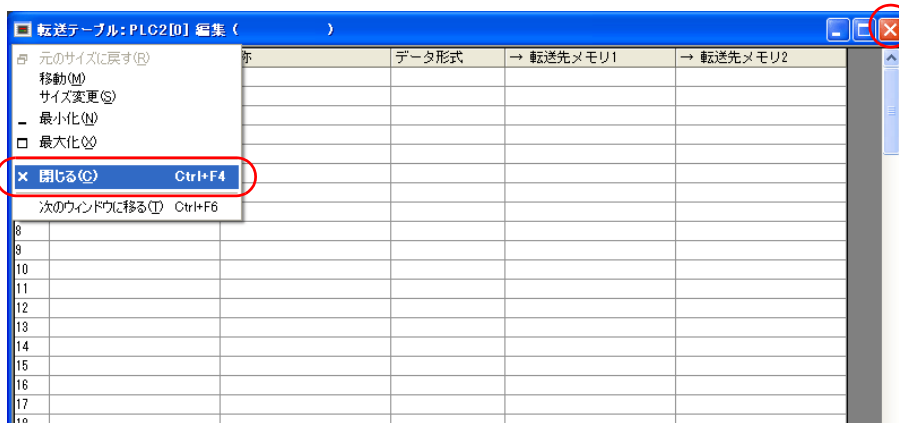 転送テーブル:PLC2[0] 編集 ( )
元のサイズに戻す(R)
移動(M)
サイズ変更(S)
最小化(N)
最大化(X)
閉じる(C) Ctrl+F4
次のウィンドウに移る(T) Ctrl+F6
称 データ形式 → 転送先メモリ1 → 転送先メモリ2
8
9
10
11
12
13
14
15
16
17
18